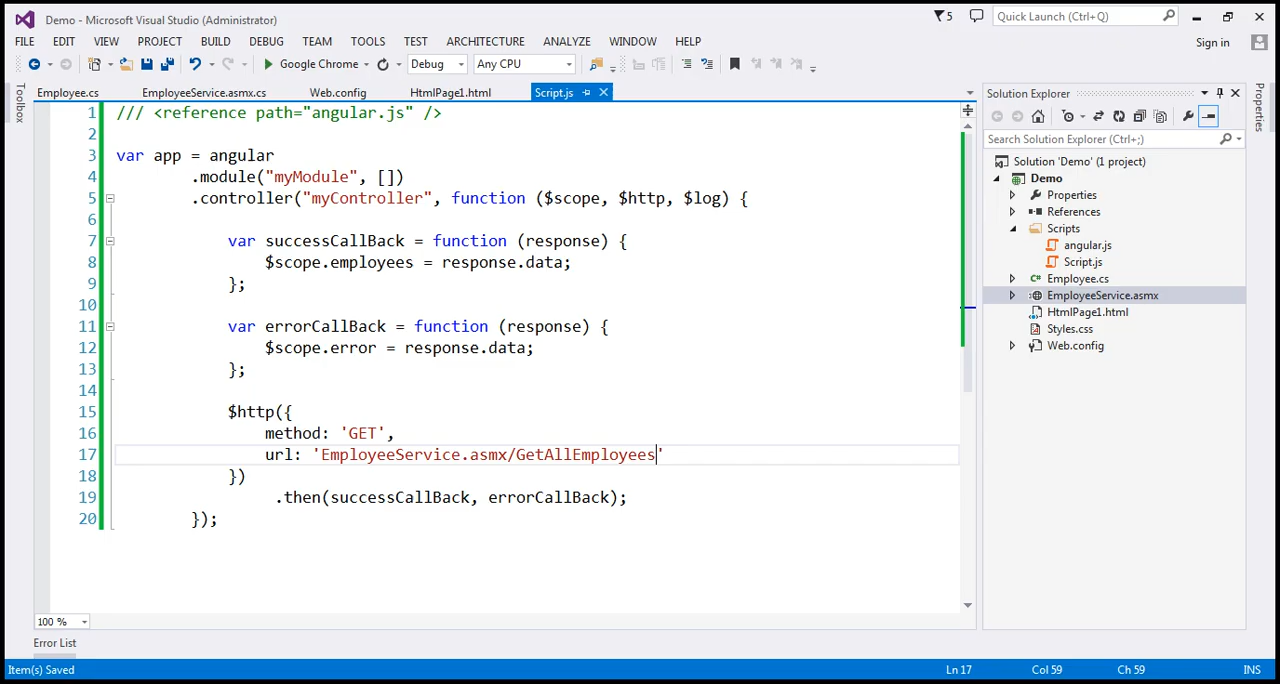 Demo - Microsoft Visual Studio (Administrator)
5
Quick Launch (Ctrl+Q)
FILE EDIT VIEW PROJECT BUILD DEBUG TEAM TOOLS TEST ARCHITECTURE ANALYZE WINDOW HELP
Sign in
Google Chrome Debug Any CPU
Toolbox
Employee.cs EmployeeService.asmx.cs Web.config HtmlPage1.html Script.js
1 /// <reference path="angular.js" />
2
3 var app = angular
4 .module("myModule", [])
5 .controller("myController", function ($scope, $http, $log) {
6
7 var successCallBack = function (response) {
8 $scope.employees = response.data;
9 };
10
11 var errorCallBack = function (response) {
12 $scope.error = response.data;
13 };
14
15 $http({
16 method: 'GET',
17 url: 'EmployeeService.asmx/GetAllEmployees'
18 })
19 .then(successCallBack, errorCallBack);
20 });
100 %
Solution Explorer
Search Solution Explorer (Ctrl+;)
Solution 'Demo' (1 project)
Demo
Properties
References
Scripts
angular.js
Script.js
Employee.cs
C# EmployeeService.asmx
HtmlPage1.html
Styles.css
Web.config
Properties
Error List
Item(s) Saved
Ln 17 Col 59 Ch 59 INS